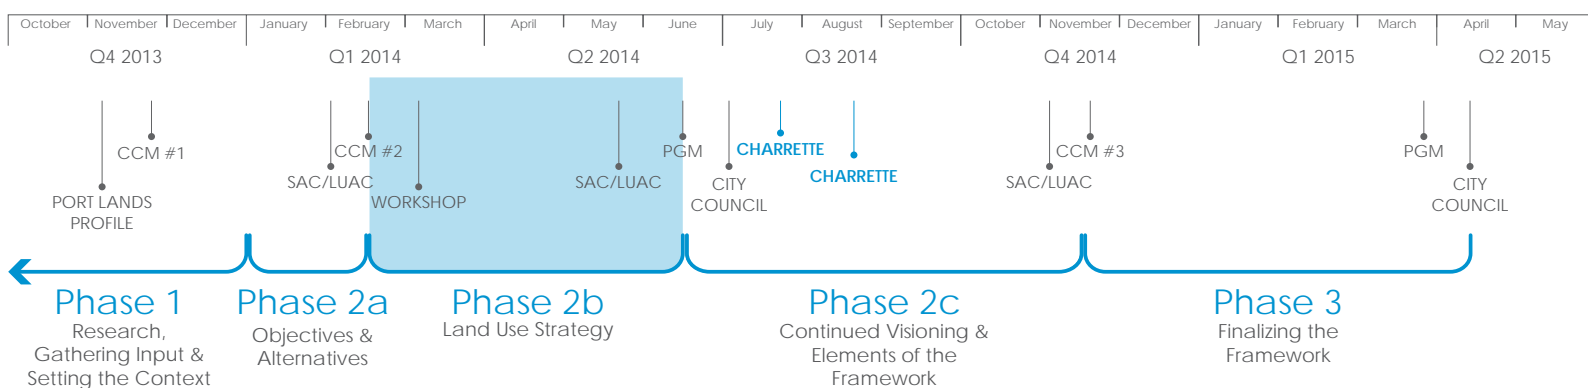 October November December January February March April May June July August September October November December January February March April May
Q4 2013 Q1 2014 Q2 2014 Q3 2014 Q4 2014 Q1 2015 Q2 2015
CCM #1
PORT LANDS
PROFILE
SAC/LUAC
CCM #2
WORKSHOP
SAC/LUAC
PGM
CITY
COUNCIL
CHARRETTE
CHARRETTE
SAC/LUAC
CCM #3
PGM
CITY
COUNCIL
Phase 1
Research,
Gathering Input &
Setting the Context
Phase 2a
Objectives &
Alternatives
Phase 2b
Land Use Strategy
Phase 2c
Continued Visioning &
Elements of the
Framework
Phase 3
Finalizing the
Framework